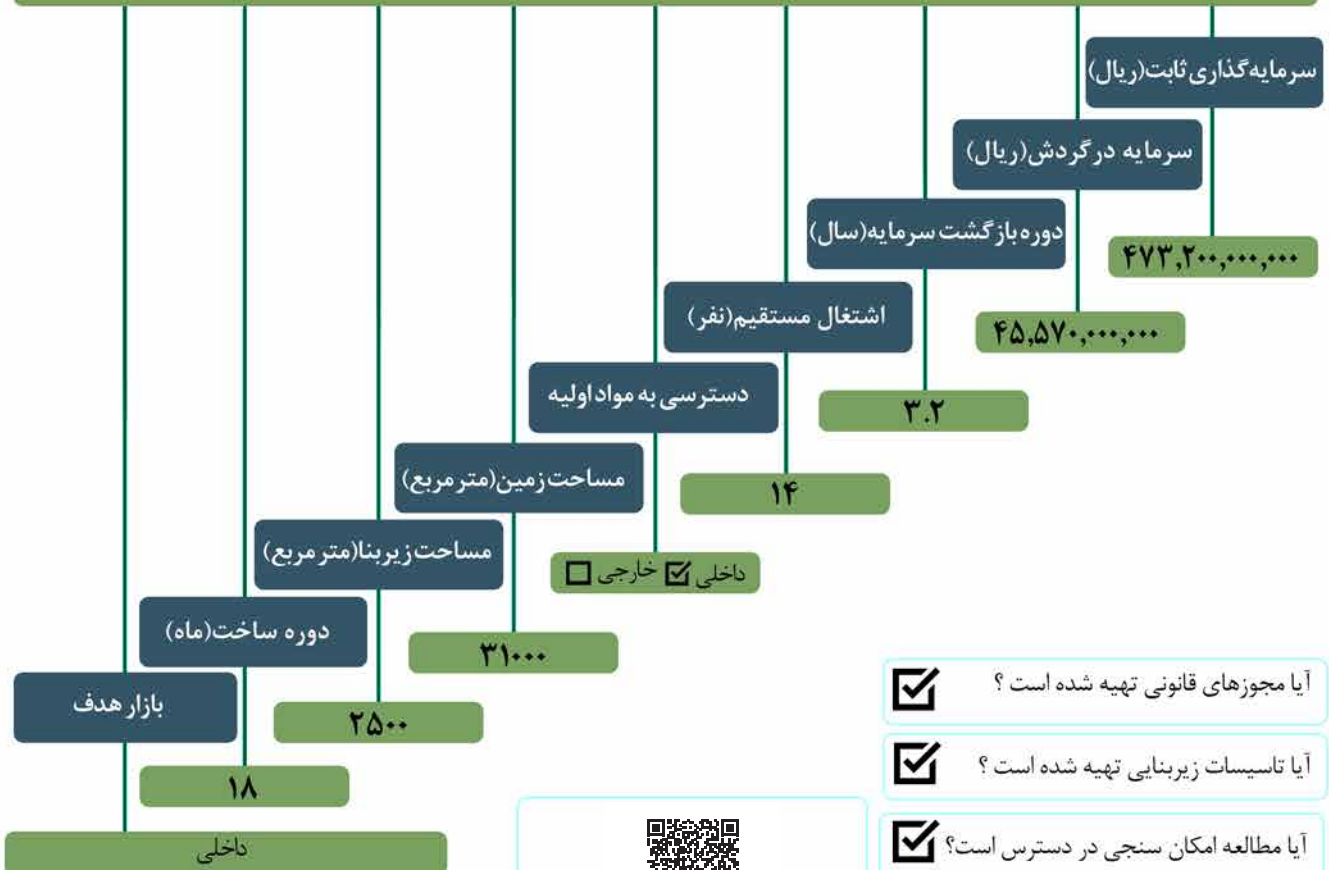 سرمایه‌گذاری ثابت(ریال)
۴۷۳,۲۰۰,۰۰۰,۰۰۰
سرمایه در گردش(ریال)
۴۵,۵۷۰,۰۰۰,۰۰۰
دوره بازگشت سرمایه(سال)
۳.۲
اشتغال مستقیم(نفر)
۱۴
دسترسی به مواد اولیه
داخلی ☑ خارجی ☐
مساحت زمین(متر مربع)
۳۱۰۰۰
مساحت زیربنا(متر مربع)
۲۵۰۰
دوره ساخت(ماه)
۱۸
بازار هدف
داخلی
آیا مجوزهای قانونی تهیه شده است ؟ ☑
آیا تاسیسات زیربنایی تهیه شده است ؟ ☑
آیا مطالعه امکان سنجی در دسترس است؟ ☑